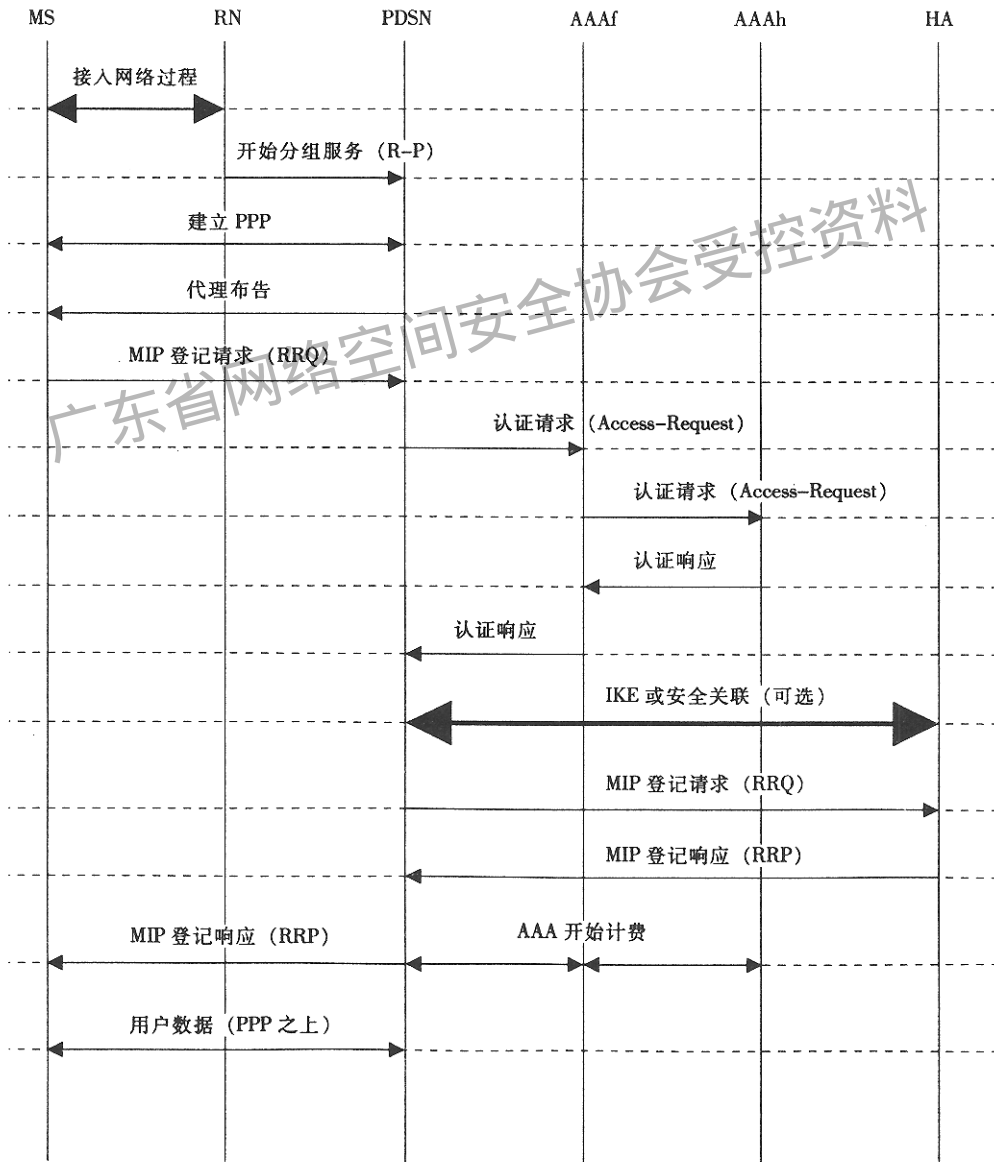 MS RN PDSN AAAf AAAh HA
接入网络过程
开始分组服务（R-P）
建立 PPP
代理布告
MIP 登记请求（RRQ）
认证请求（Access-Request）
认证请求（Access-Request）
认证响应
认证响应
IKE 或安全关联（可选）
MIP 登记请求（RRQ）
MIP 登记响应（RRP）
MIP 登记响应（RRP） AAA 开始计费
用户数据（PPP 之上）
广东省网络空间安全协会受控资料